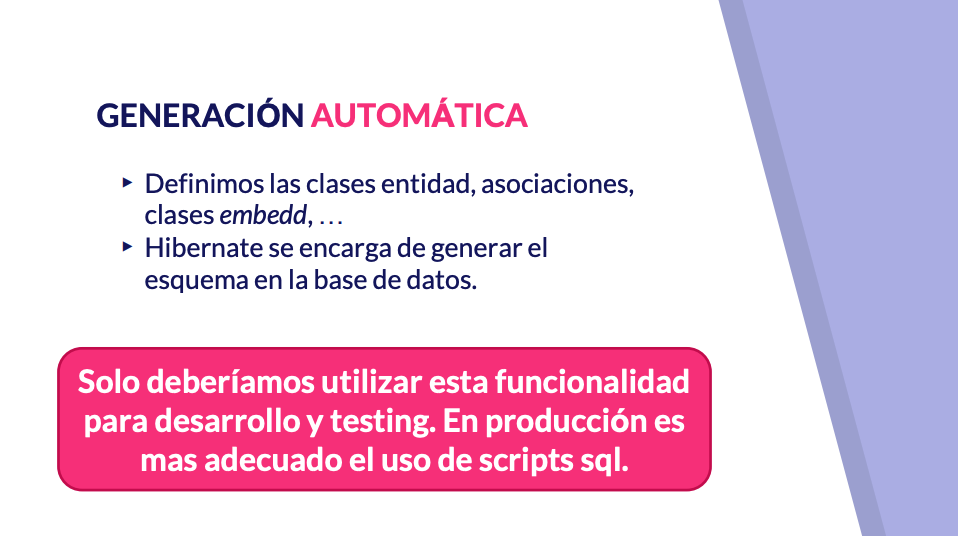 GENERACIÓN AUTOMÁTICA
▸ Definimos las clases entidad, asociaciones,
clases embedd, …
▸ Hibernate se encarga de generar el
esquema en la base de datos.
Solo deberíamos utilizar esta funcionalidad
para desarrollo y testing. En producción es
mas adecuado el uso de scripts sql.